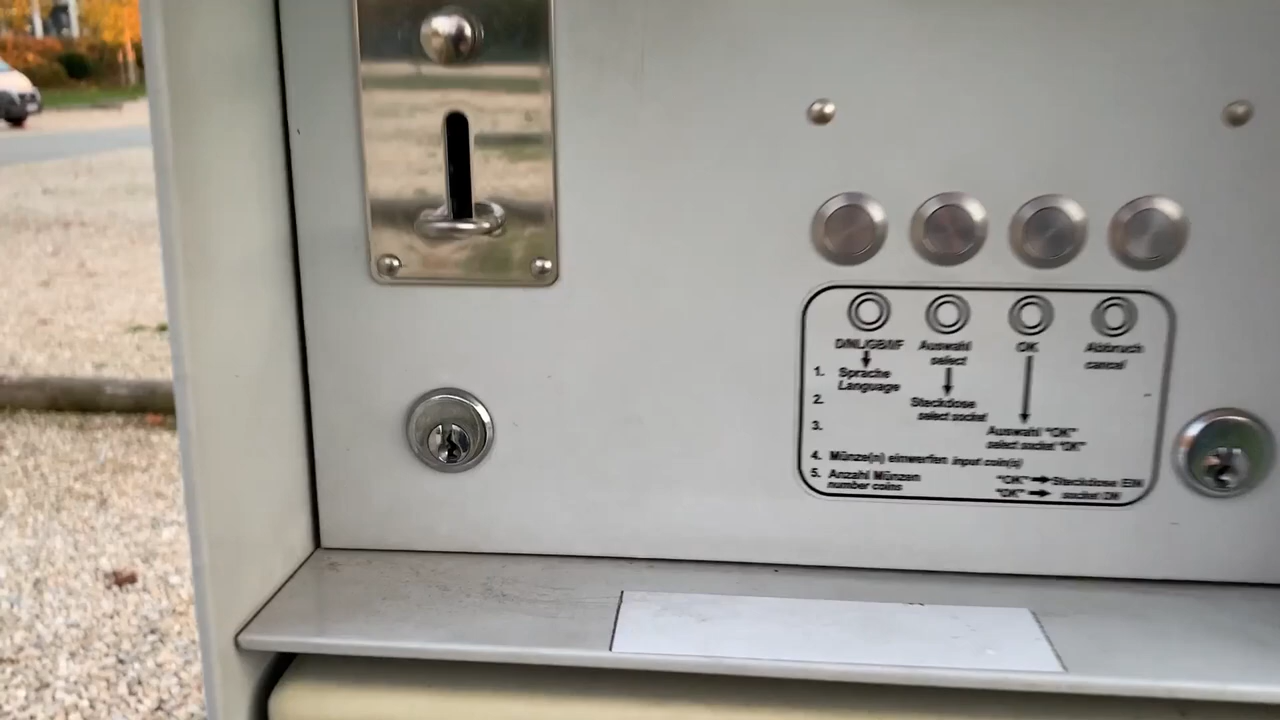 D/NL/GB/F Auswahl OK Abbruch
select cancel
1. Sprache
Language
2. Steckdose
select socket
3. Auswahl "OK"
select socket "OK"
4. Münze(n) einwerfen input coin(s)
5. Anzahl Münzen "OK" Steckdose EIN
number coins "OK" socket ON